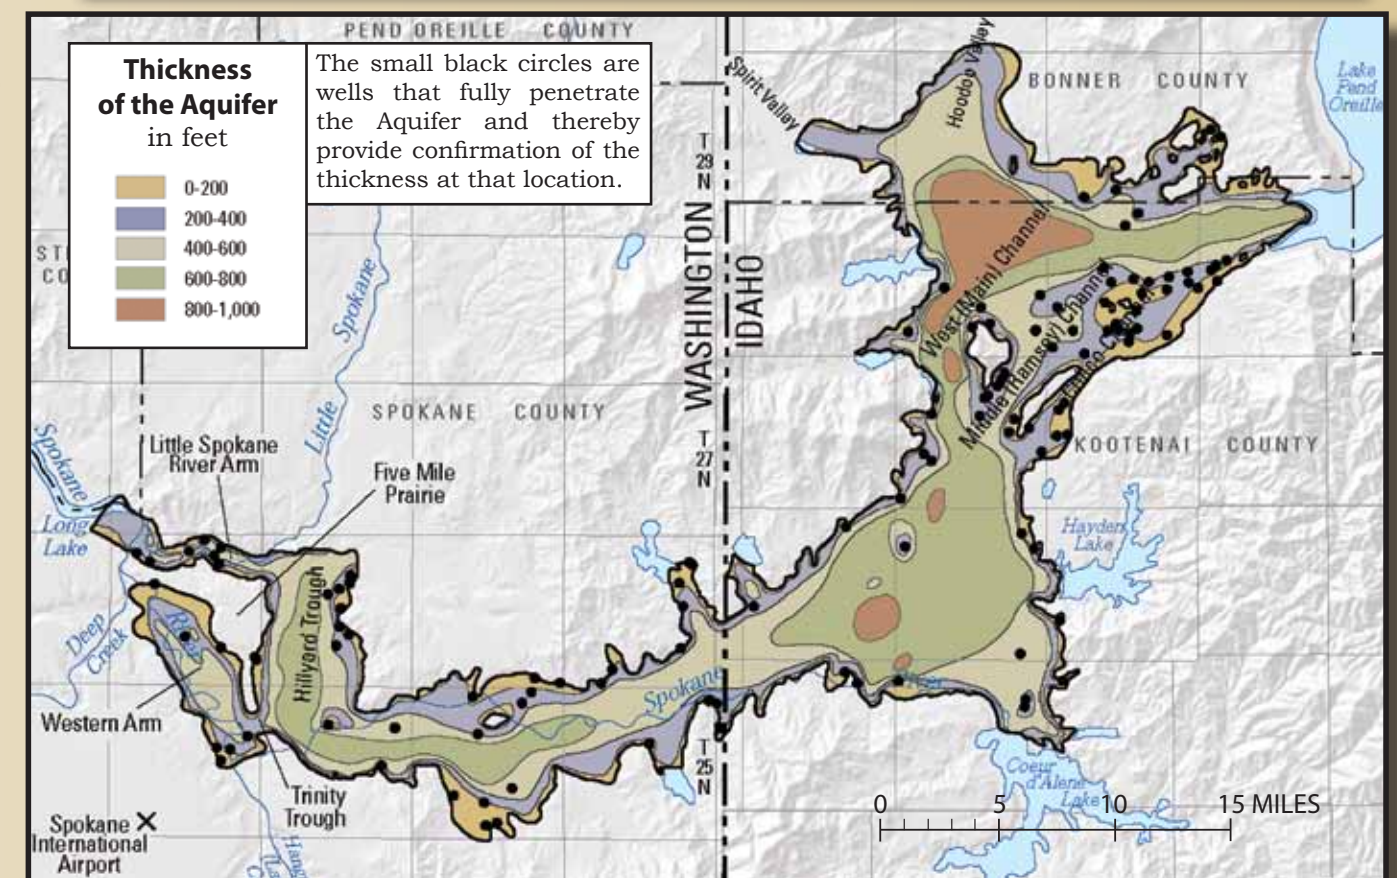 PEND OREILLE COUNTY
Thickness
of the Aquifer
in feet
0-200
200-400
400-600
600-800
800-1,000
The small black circles are
wells that fully penetrate
the Aquifer and thereby
provide confirmation of the
thickness at that location.
Spirit Valley
Hoodoo Valley
BONNER COUNTY
Lake
Pend
Oreille
T
29
N
ST
CO
WASHINGTON
IDAHO
West (Main) Channel
Middle (Ramsey) Channel
Chilco Channel
Little Spokane
SPOKANE COUNTY
T
27
N
KOOTENAI COUNTY
Spokane
Long
Lake
Little Spokane
River Arm
Five Mile
Prairie
Hayden
Lake
Deep
Creek
River
Hillyard Trough
Western Arm
Spokane
River
T
25
N
Trinity
Trough
Coeur
d'Alene
Lake
0 5 10 15 MILES
Spokane
International
Airport
Hang